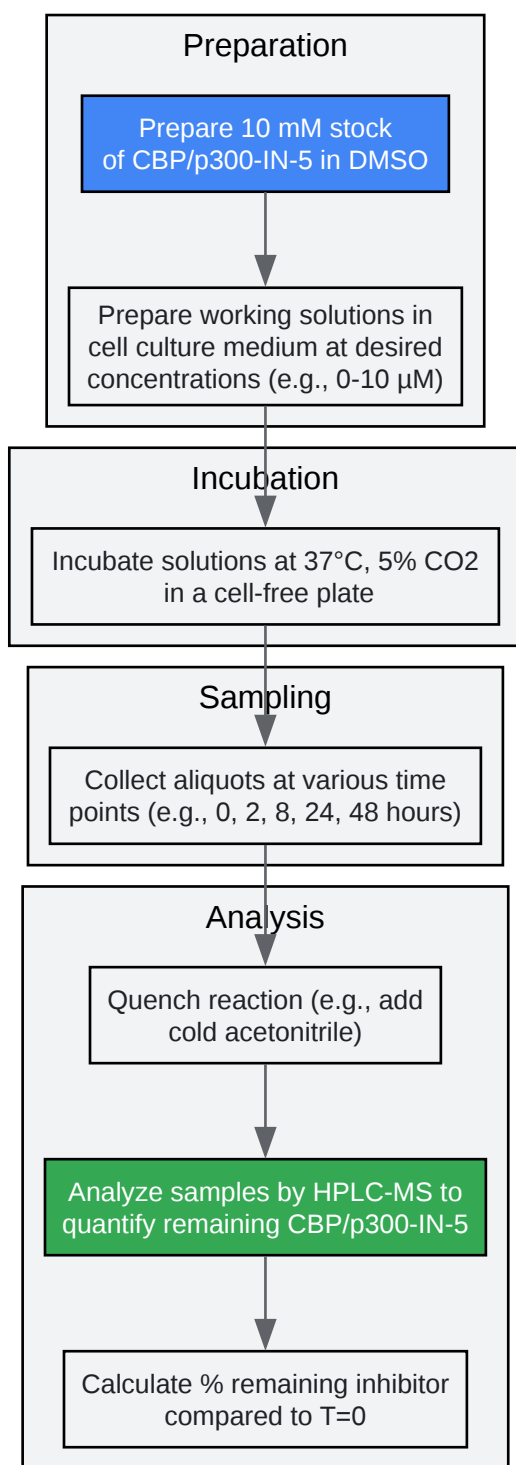 Preparation
Prepare 10 mM stock
of CBP/p300-IN-5 in DMSO
Prepare working solutions in
cell culture medium at desired
concentrations (e.g., 0-10 µM)
Incubation
Incubate solutions at 37°C, 5% CO2
in a cell-free plate
Sampling
Collect aliquots at various time
points (e.g., 0, 2, 8, 24, 48 hours)
Analysis
Quench reaction (e.g., add
cold acetonitrile)
Analyze samples by HPLC-MS to
quantify remaining CBP/p300-IN-5
Calculate % remaining inhibitor
compared to T=0